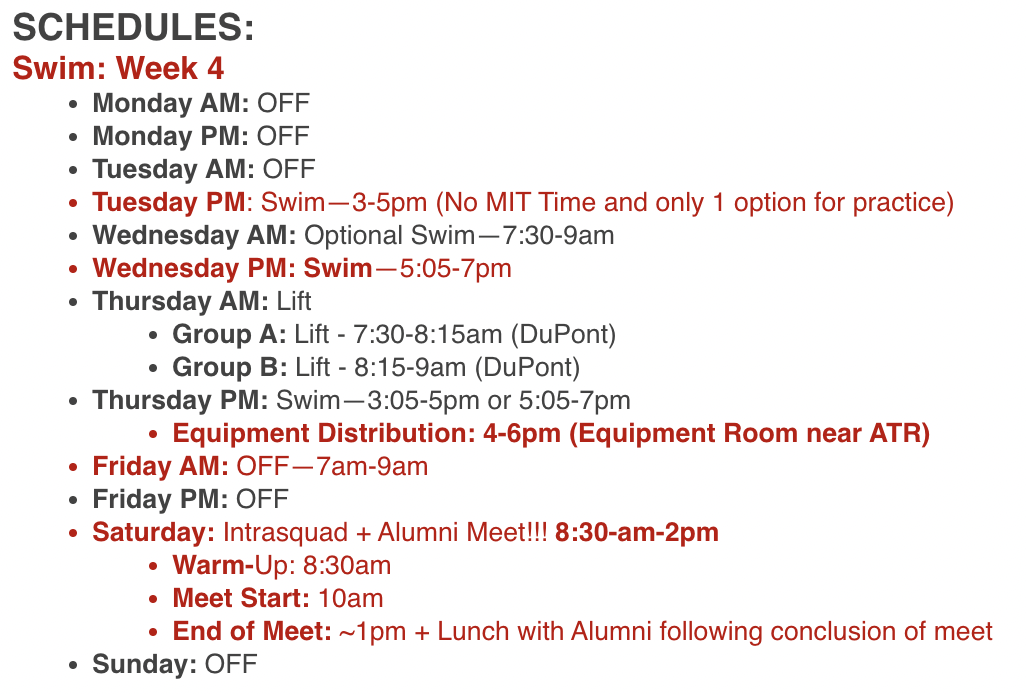 SCHEDULES:
Swim: Week 4
• Monday AM: OFF
• Monday PM: OFF
• Tuesday AM: OFF
• Tuesday PM: Swim—3-5pm (No MIT Time and only 1 option for practice)
• Wednesday AM: Optional Swim—7:30-9am
• Wednesday PM: Swim—5:05-7pm
• Thursday AM: Lift
• Group A: Lift - 7:30-8:15am (DuPont)
• Group B: Lift - 8:15-9am (DuPont)
• Thursday PM: Swim—3:05-5pm or 5:05-7pm
• Equipment Distribution: 4-6pm (Equipment Room near ATR)
• Friday AM: OFF—7am-9am
• Friday PM: OFF
• Saturday: Intrasquad + Alumni Meet!!! 8:30-am-2pm
• Warm-Up: 8:30am
• Meet Start: 10am
• End of Meet: ~1pm + Lunch with Alumni following conclusion of meet
• Sunday: OFF